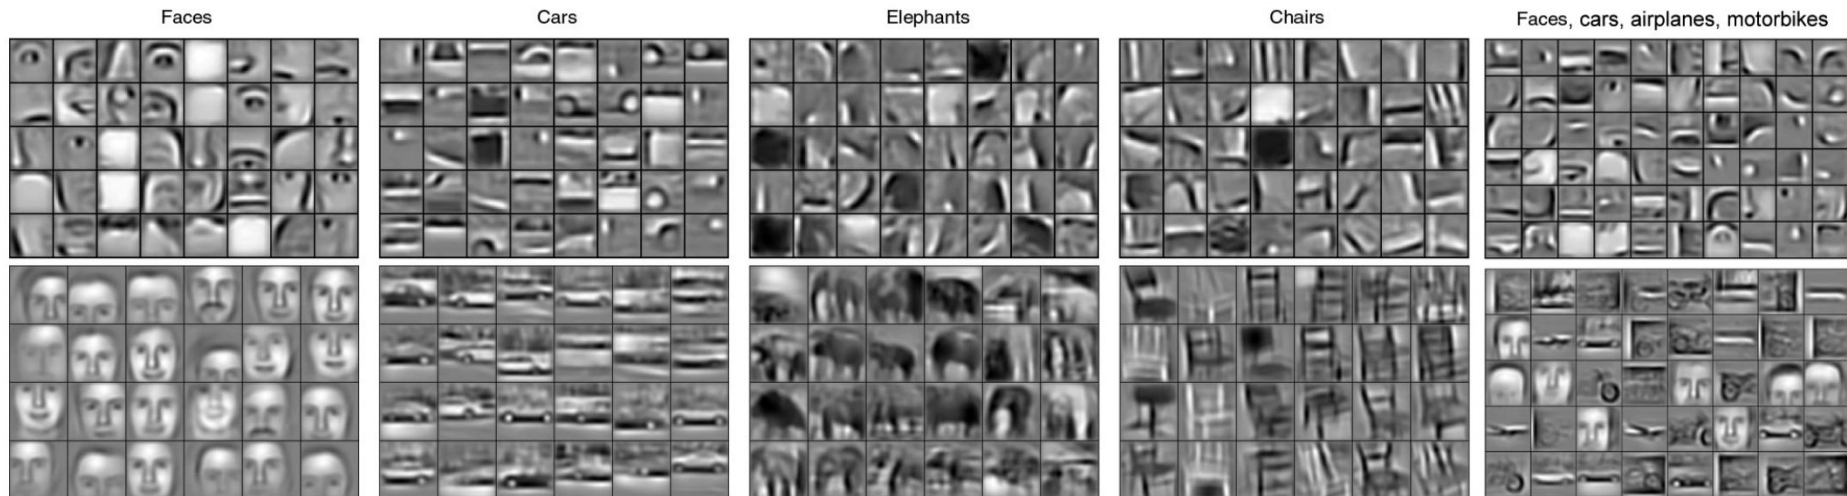 Faces
Cars
Elephants
Chairs
Faces, cars, airplanes, motorbikes